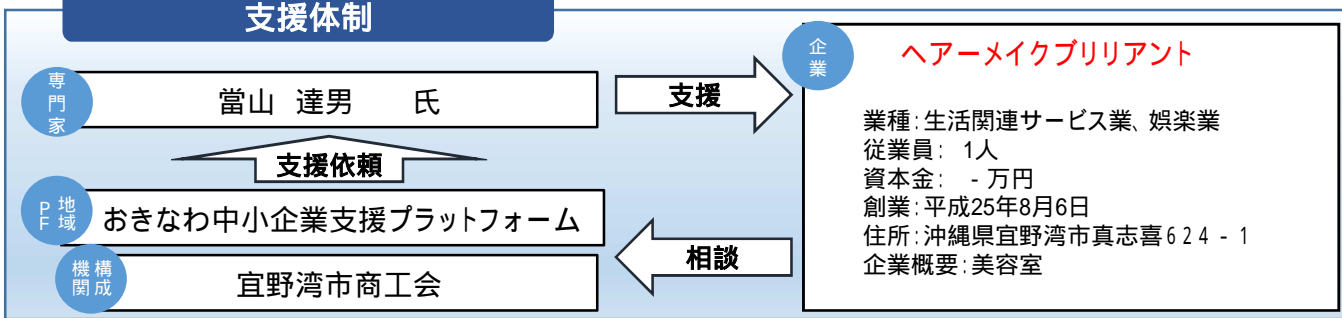 支援体制
専門家
當山 達男 氏
支援
支援依頼
地域PF
おきなわ中小企業支援プラットフォーム
構成機関
宜野湾市商工会
相談
企業
ヘアーメイクブリリアント
業種:生活関連サービス業、娯楽業
従業員: 1人
資本金: - 万円
創業:平成25年8月6日
住所:沖縄県宜野湾市真志喜624-1
企業概要:美容室